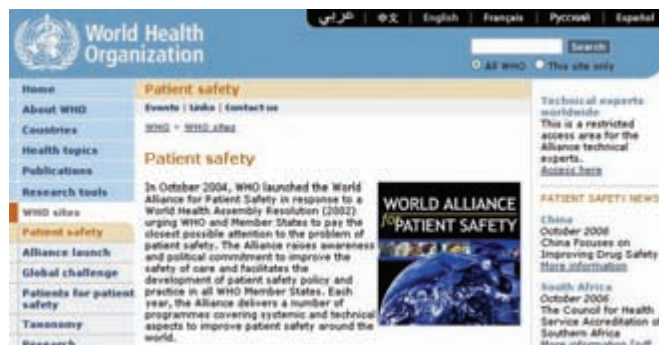 عربي | 中文 | English | Français | Русский | Español
World Health
Organization
Search
All WHO This site only
Home
About WHO
Countries
Health topics
Publications
Research tools
WHO sites
Patient safety
Alliance launch
Global challenge
Patients for patient
safety
Taxonomy
Research
Patient safety
Events | Links | Contact us
WHO > WHO sites
Patient safety
In October 2004, WHO launched the World
Alliance for Patient Safety in response to a
World Health Assembly Resolution (2002)
urging WHO and Member States to pay the
closest possible attention to the problem of
patient safety. The Alliance raises awareness
and political commitment to improve the
safety of care and facilitates the
development of patient safety policy and
practice in all WHO Member States. Each
year, the Alliance delivers a number of
programmes covering systemic and technical
aspects to improve patient safety around the
world.
WORLD ALLIANCE
for PATIENT SAFETY
Technical experts
worldwide
This is a restricted
access area for the
Alliance technical
experts.
Access here
PATIENT SAFETY NEWS
China
October 2006
China Focuses on
Improving Drug Safety
More information
South Africa
October 2006
The Council for Health
Service Accreditation of
Southern Africa
More information [pdf